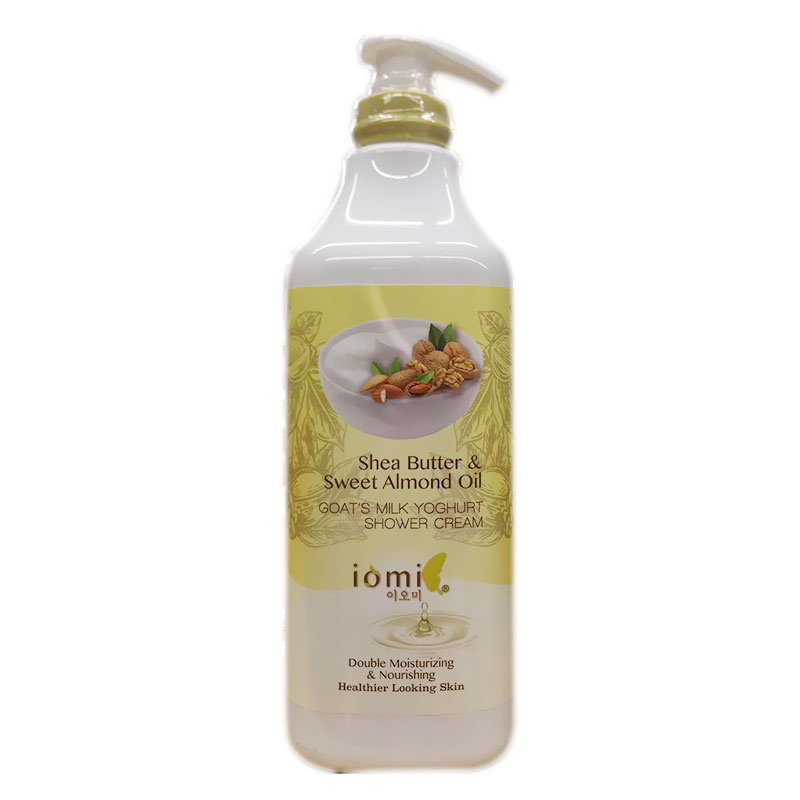 Shea Butter &
Sweet Almond Oil
GOAT'S MILK YOGHURT
SHOWER CREAM
iomi
이오미
Double Moisturizing
& Nourishing
Healthier Looking Skin